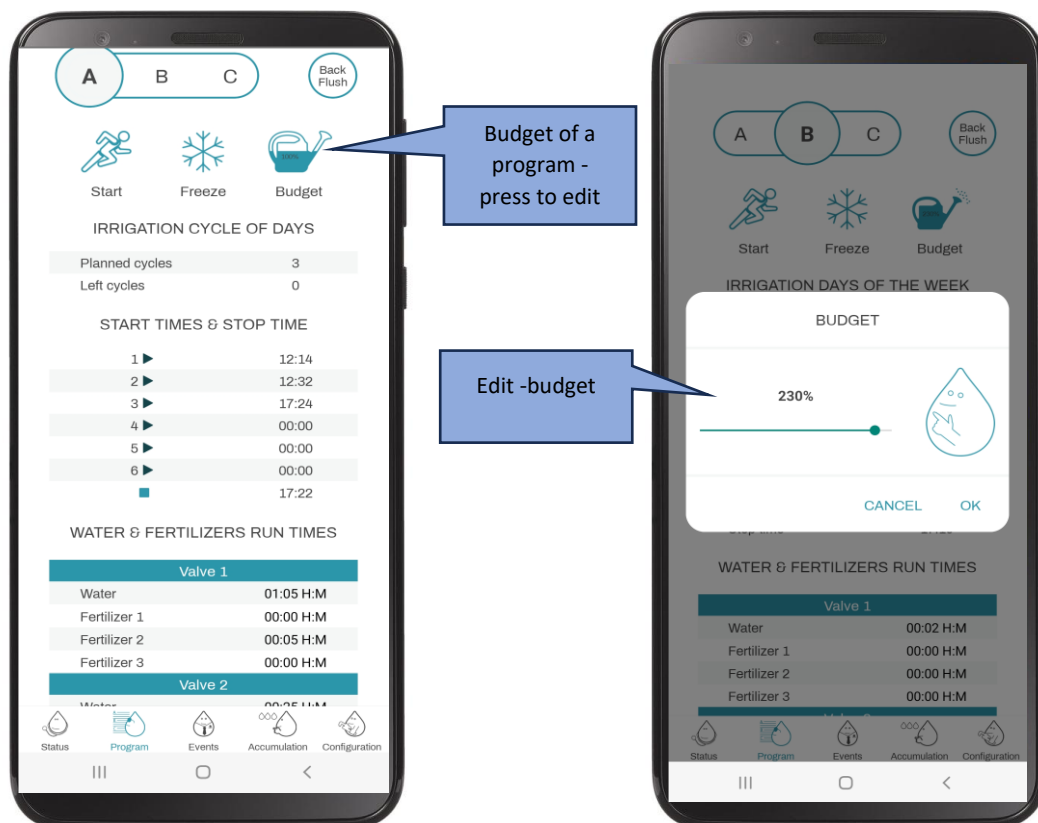 A B C
Back
Flush
100%
Start Freeze Budget
IRRIGATION CYCLE OF DAYS
Planned cycles 3
Left cycles 0
START TIMES & STOP TIME
1 12:14
2 12:32
3 17:24
4 00:00
5 00:00
6 00:00
17:22
WATER & FERTILIZERS RUN TIMES
Valve 1
Water 01:05 H:M
Fertilizer 1 00:00 H:M
Fertilizer 2 00:05 H:M
Fertilizer 3 00:00 H:M
Valve 2
Status Program Events Accumulation Configuration
Budget of a
program -
press to edit
Edit -budget
A B C
Back
Flush
Start Freeze Budget
IRRIGATION DAYS OF THE WEEK
BUDGET
230%
CANCEL OK
WATER & FERTILIZERS RUN TIMES
Valve 1
Water 00:02 H:M
Fertilizer 1 00:00 H:M
Fertilizer 2 00:00 H:M
Fertilizer 3 00:00 H:M
Status Program Events Accumulation Configuration